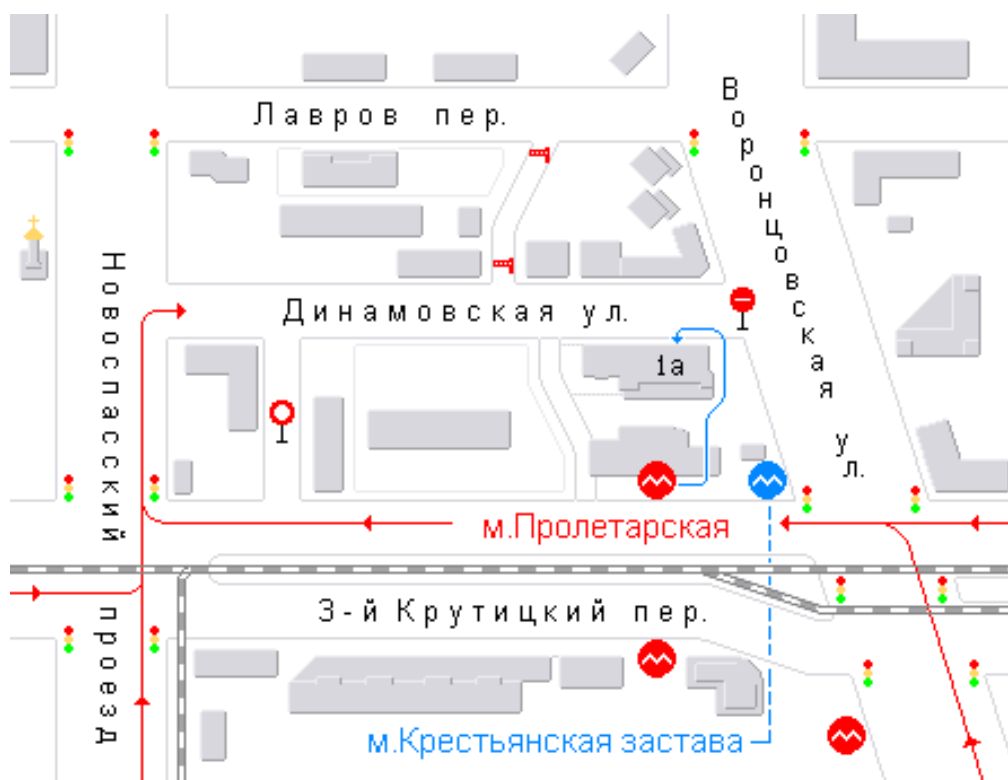 Лавров пер.
Воронцовская ул.
Новоспасский проезд
Динамовская ул.
1а
м.Пролетарская
3-й Крутицкий пер.
м.Крестьянская застава